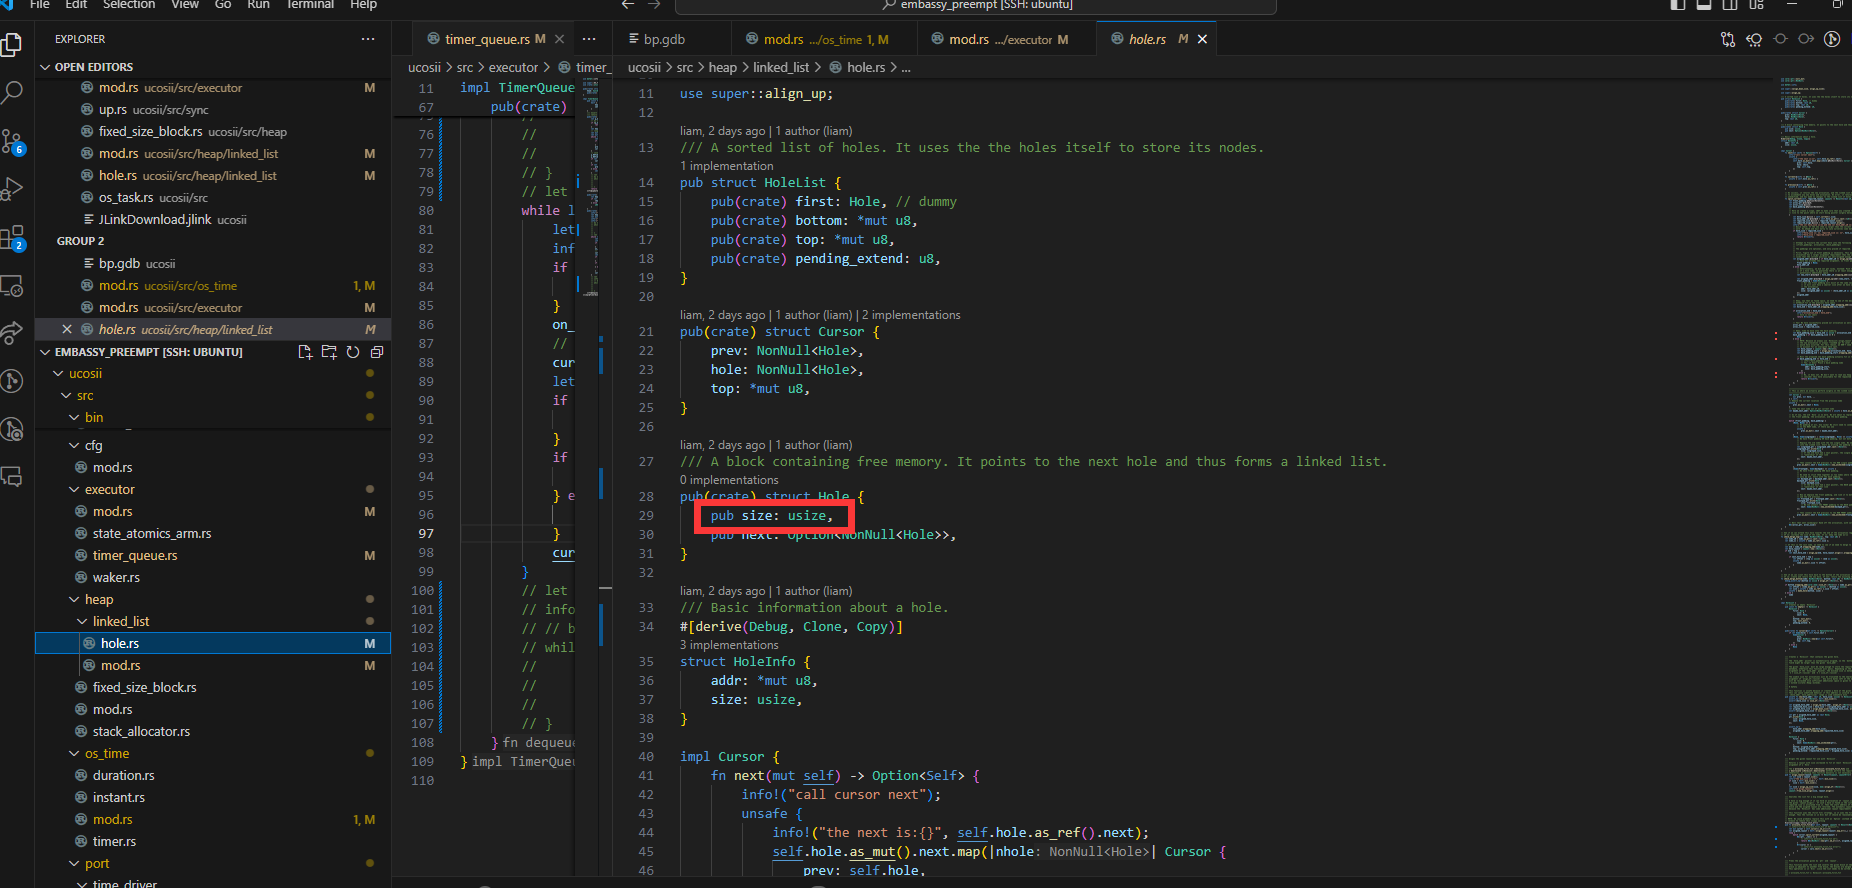 File Edit Selection View Go Run Terminal Help
embassy_preempt [SSH: ubuntu]
EXPLORER
OPEN EDITORS
mod.rs ucosii/src/executor M
up.rs ucosii/src/sync
fixed_size_block.rs ucosii/src/heap
mod.rs ucosii/src/heap/linked_list M
hole.rs ucosii/src/heap/linked_list M
os_task.rs ucosii/src
JLinkDownload.jlink ucosii
GROUP 2
bp.gdb ucosii
mod.rs ucosii/src/os_time 1, M
mod.rs ucosii/src/executor M
hole.rs ucosii/src/heap/linked_list M
EMBASSY_PREEMPT [SSH: UBUNTU]
ucosii
src
bin
cfg
mod.rs
executor
mod.rs M
state_atomics_arm.rs
timer_queue.rs M
waker.rs
heap
linked_list
hole.rs M
mod.rs M
fixed_size_block.rs
mod.rs
stack_allocator.rs
os_time
duration.rs
instant.rs
mod.rs 1, M
timer.rs
port
time_driver
6
2
timer_queue.rs M
ucosii > src > executor > timer_
11 impl TimerQueue
67 pub(crate)
76 //
77 //
78 // }
79 // let
80 while l
81 let
82 inf
83 if
84
85 }
86 on_
87 //
88 cur
89 let
90 if
91
92 }
93 if
94
95 } e
96
97 }
98 cur
99 }
100 // let
101 // info
102 // // b
103 // whil
104 //
105 //
106 //
107 // }
108 } fn dequeue
109 } impl TimerQueu
110
bp.gdb
mod.rs .../os_time 1, M
mod.rs .../executor M
hole.rs M
ucosii > src > heap > linked_list > hole.rs > ...
11 use super::align_up;
12
liam, 2 days ago | 1 author (liam)
13 /// A sorted list of holes. It uses the the holes itself to store its nodes.
1 implementation
14 pub struct HoleList {
15 pub(crate) first: Hole, // dummy
16 pub(crate) bottom: *mut u8,
17 pub(crate) top: *mut u8,
18 pub(crate) pending_extend: u8,
19 }
20
liam, 2 days ago | 1 author (liam) | 2 implementations
21 pub(crate) struct Cursor {
22 prev: NonNull<Hole>,
23 hole: NonNull<Hole>,
24 top: *mut u8,
25 }
26
liam, 2 days ago | 1 author (liam)
27 /// A block containing free memory. It points to the next hole and thus forms a linked list.
0 implementations
28 pub(crate) struct Hole {
29 pub size: usize,
30 pub next: Option<NonNull<Hole>>,
31 }
32
liam, 2 days ago | 1 author (liam)
33 /// Basic information about a hole.
34 #[derive(Debug, Clone, Copy)]
3 implementations
35 struct HoleInfo {
36 addr: *mut u8,
37 size: usize,
38 }
39
40 impl Cursor {
41 fn next(mut self) -> Option<Self> {
42 info!("call cursor next");
43 unsafe {
44 info!("the next is:{}", self.hole.as_ref().next);
45 self.hole.as_mut().next.map(|nhole: NonNull<Hole>| Cursor {
46 prev: self.hole,